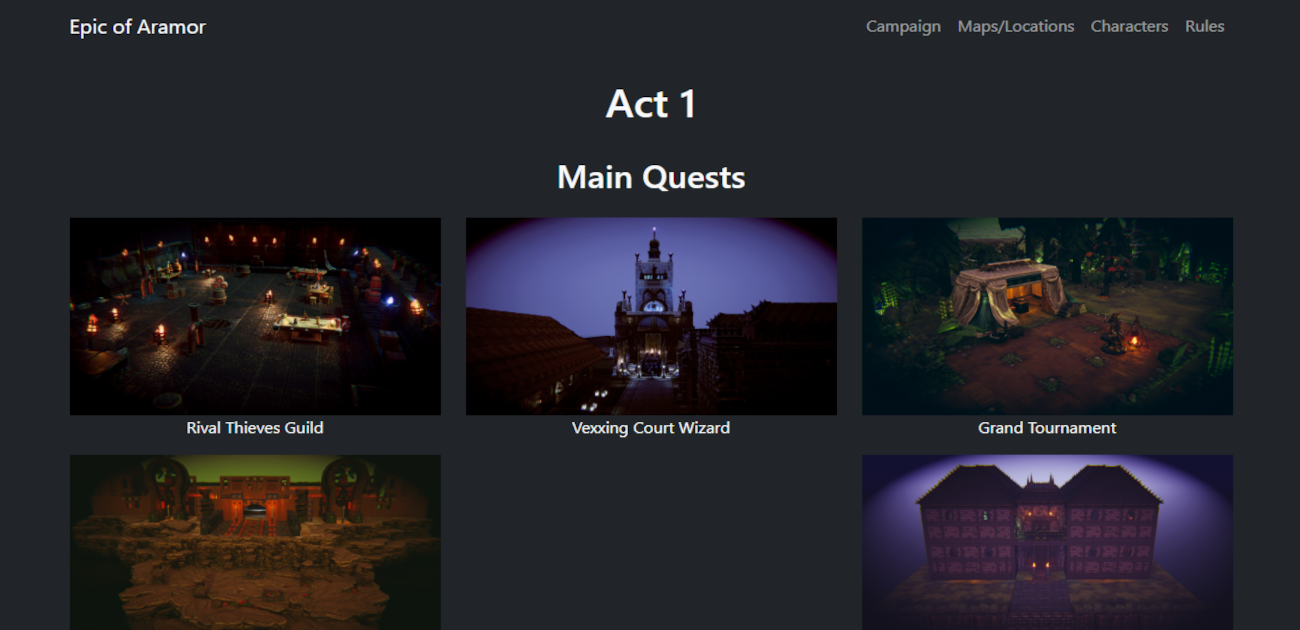 Epic of Aramor
Campaign Maps/Locations Characters Rules
Act 1
Main Quests
Rival Thieves Guild
Vexxing Court Wizard
Grand Tournament